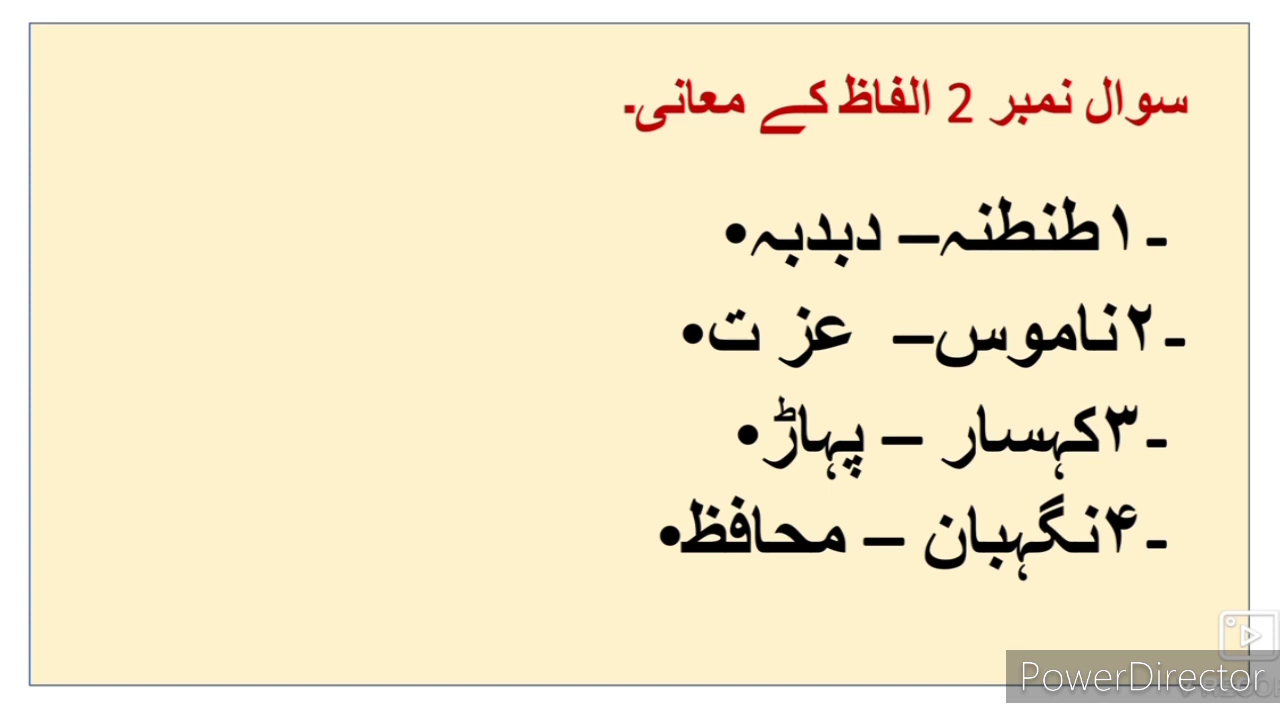 سوال نمبر 2 الفاظ کے معانی۔
۔۱طنطنہ– دبدبہ•
۔۲ناموس– عز ت•
۔۳کہسار – پہاڑ•
۔۴نگہبان – محافظ•
PowerDirector